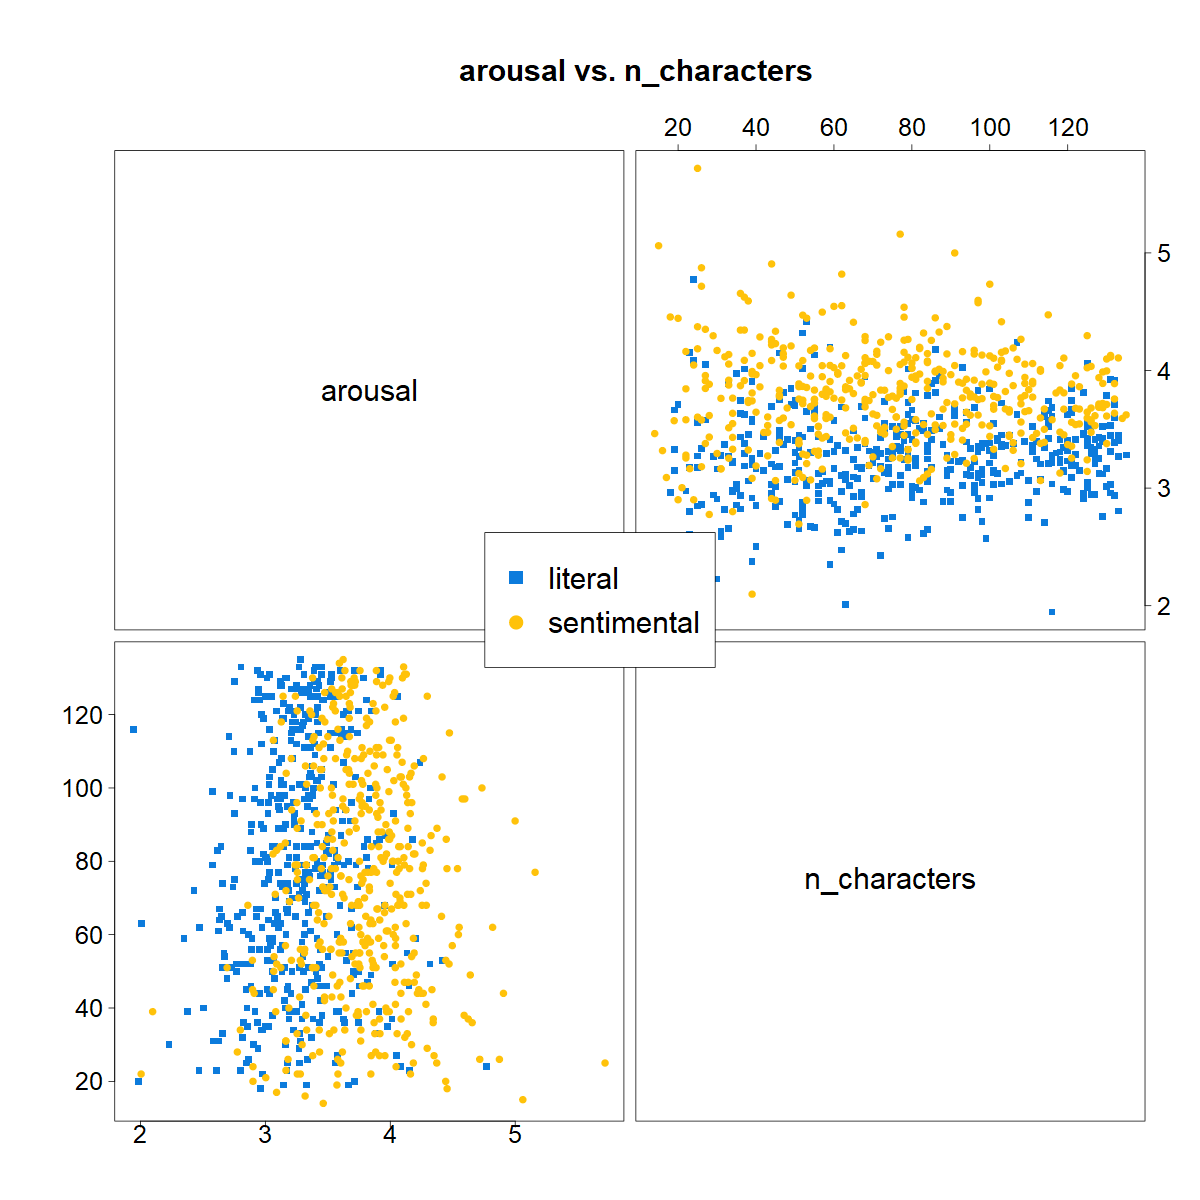 arousal vs. n_characters
20 40 60 80 100 120
arousal
5
4
3
2
literal
sentimental
120
100
80
60
40
20
n_characters
2 3 4 5